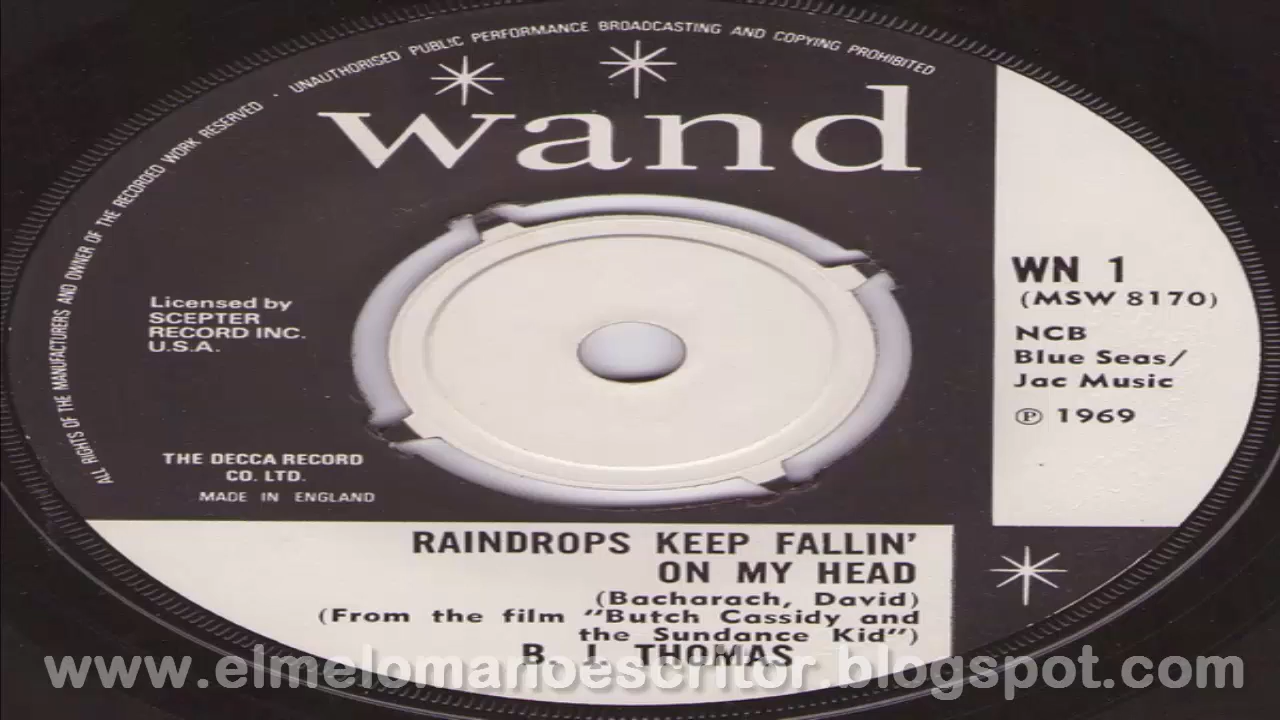 ALL RIGHTS OF THE MANUFACTURERS AND OWNER OF THE RECORDED WORK RESERVED · UNAUTHORISED PUBLIC PERFORMANCE BROADCASTING AND COPYING PROHIBITED
wand
Licensed by
SCEPTER
RECORD INC.
U.S.A.
WN 1
(MSW 8170)
NCB
Blue Seas/
Jac Music
℗ 1969
THE DECCA RECORD
CO. LTD.
MADE IN ENGLAND
RAINDROPS KEEP FALLIN'
ON MY HEAD
(Bacharach, David)
(From the film "Butch Cassidy and
the Sundance Kid")
B. J. THOMAS
www.elmelomanoescritor.blogspot.com